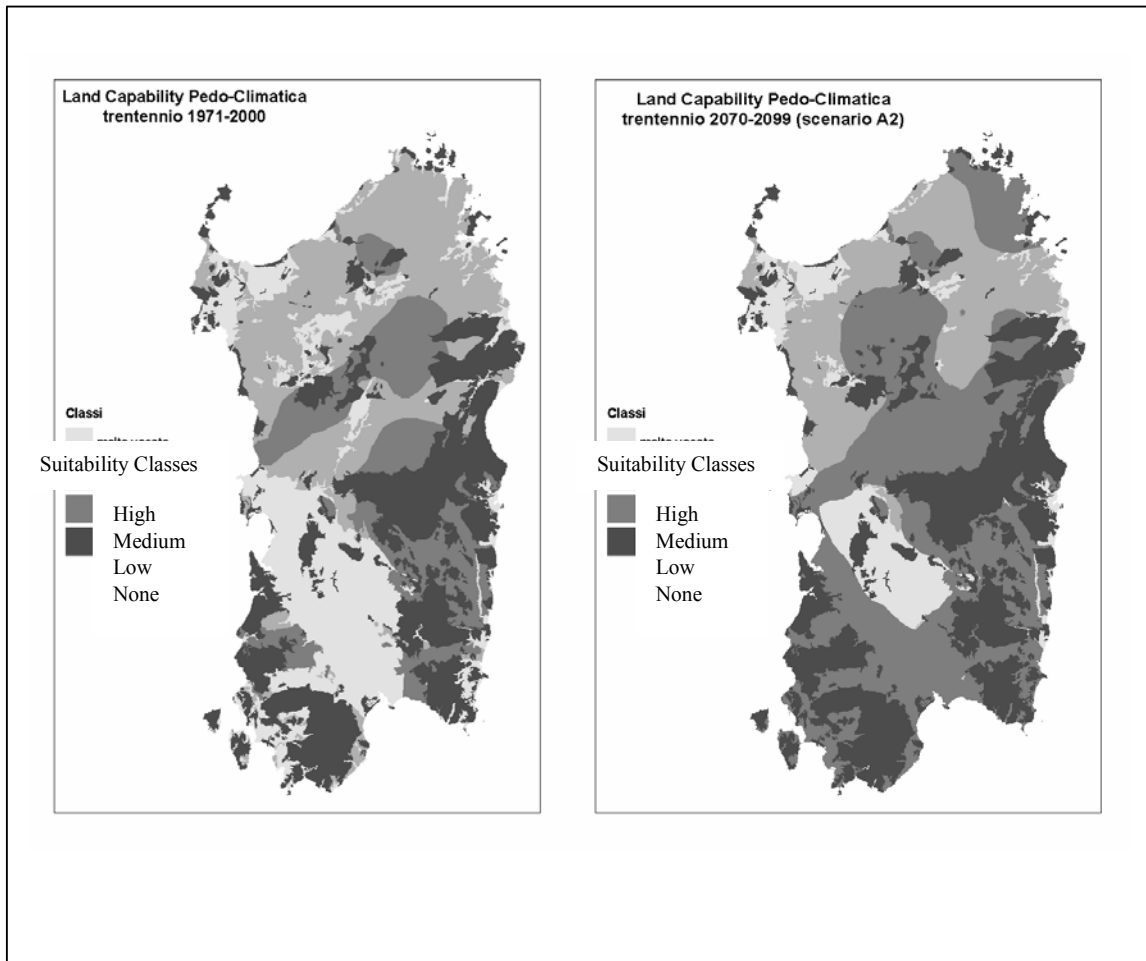 Land Capability Pedo-Climatica
trentennio 1971-2000
Classi
Suitability Classes
High
Medium
Low
None
Land Capability Pedo-Climatica
trentennio 2070-2099 (scenario A2)
Classi
Suitability Classes
High
Medium
Low
None